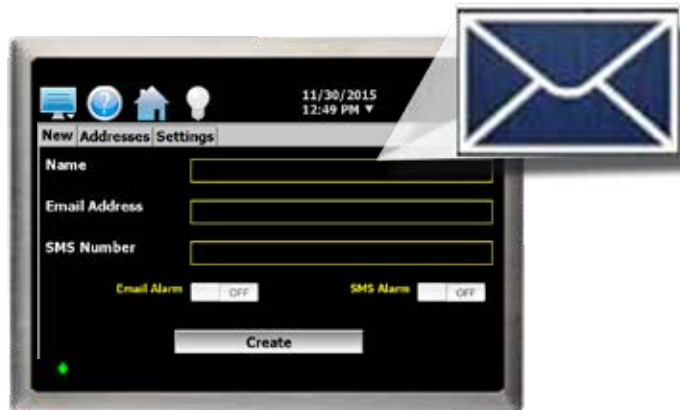 11/30/2015
12:49 PM ▼
New Addresses Settings
Name
Email Address
SMS Number
Email Alarm OFF SMS Alarm OFF
Create